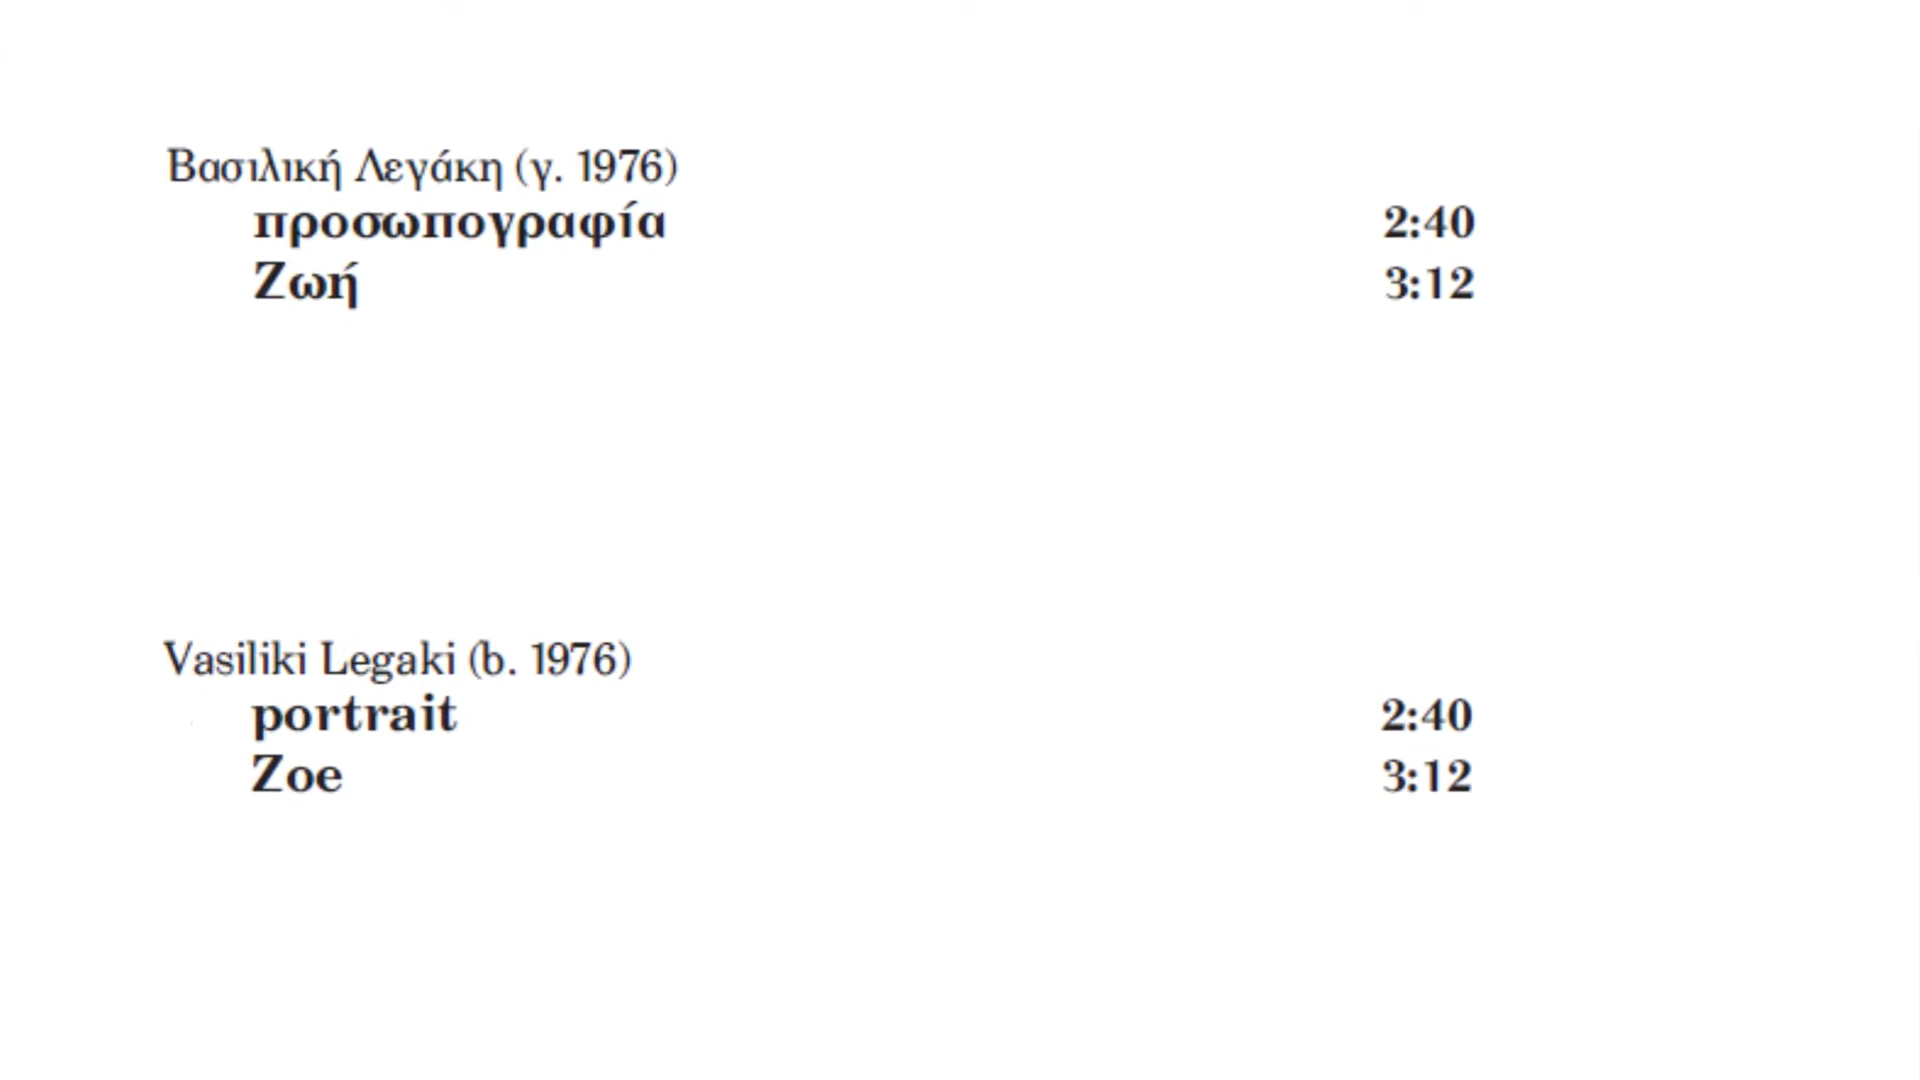 Βασιλική Λεγάκη (γ. 1976)
προσωπογραφία 2:40
Ζωή 3:12
Vasiliki Legaki (b. 1976)
portrait 2:40
Zoe 3:12